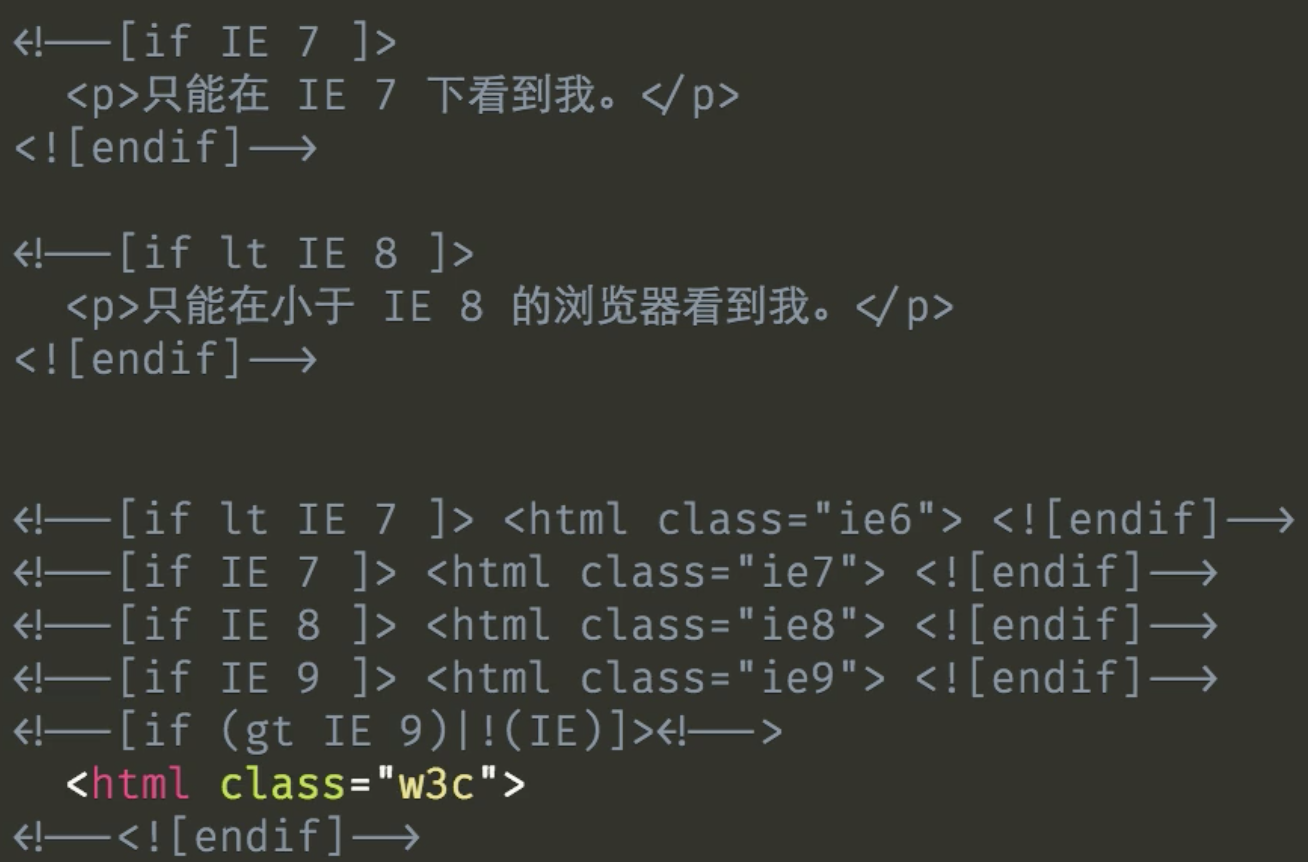 <!--[if IE 7 ]>
<p>只能在 IE 7 下看到我。</p>
<![endif]-->
<!--[if lt IE 8 ]>
<p>只能在小于 IE 8 的浏览器看到我。</p>
<![endif]-->
<!--[if lt IE 7 ]> <html class="ie6"> <![endif]-->
<!--[if IE 7 ]> <html class="ie7"> <![endif]-->
<!--[if IE 8 ]> <html class="ie8"> <![endif]-->
<!--[if IE 9 ]> <html class="ie9"> <![endif]-->
<!--[if (gt IE 9)|!(IE)]><!-->
<html class="w3c">
<!--<![endif]-->